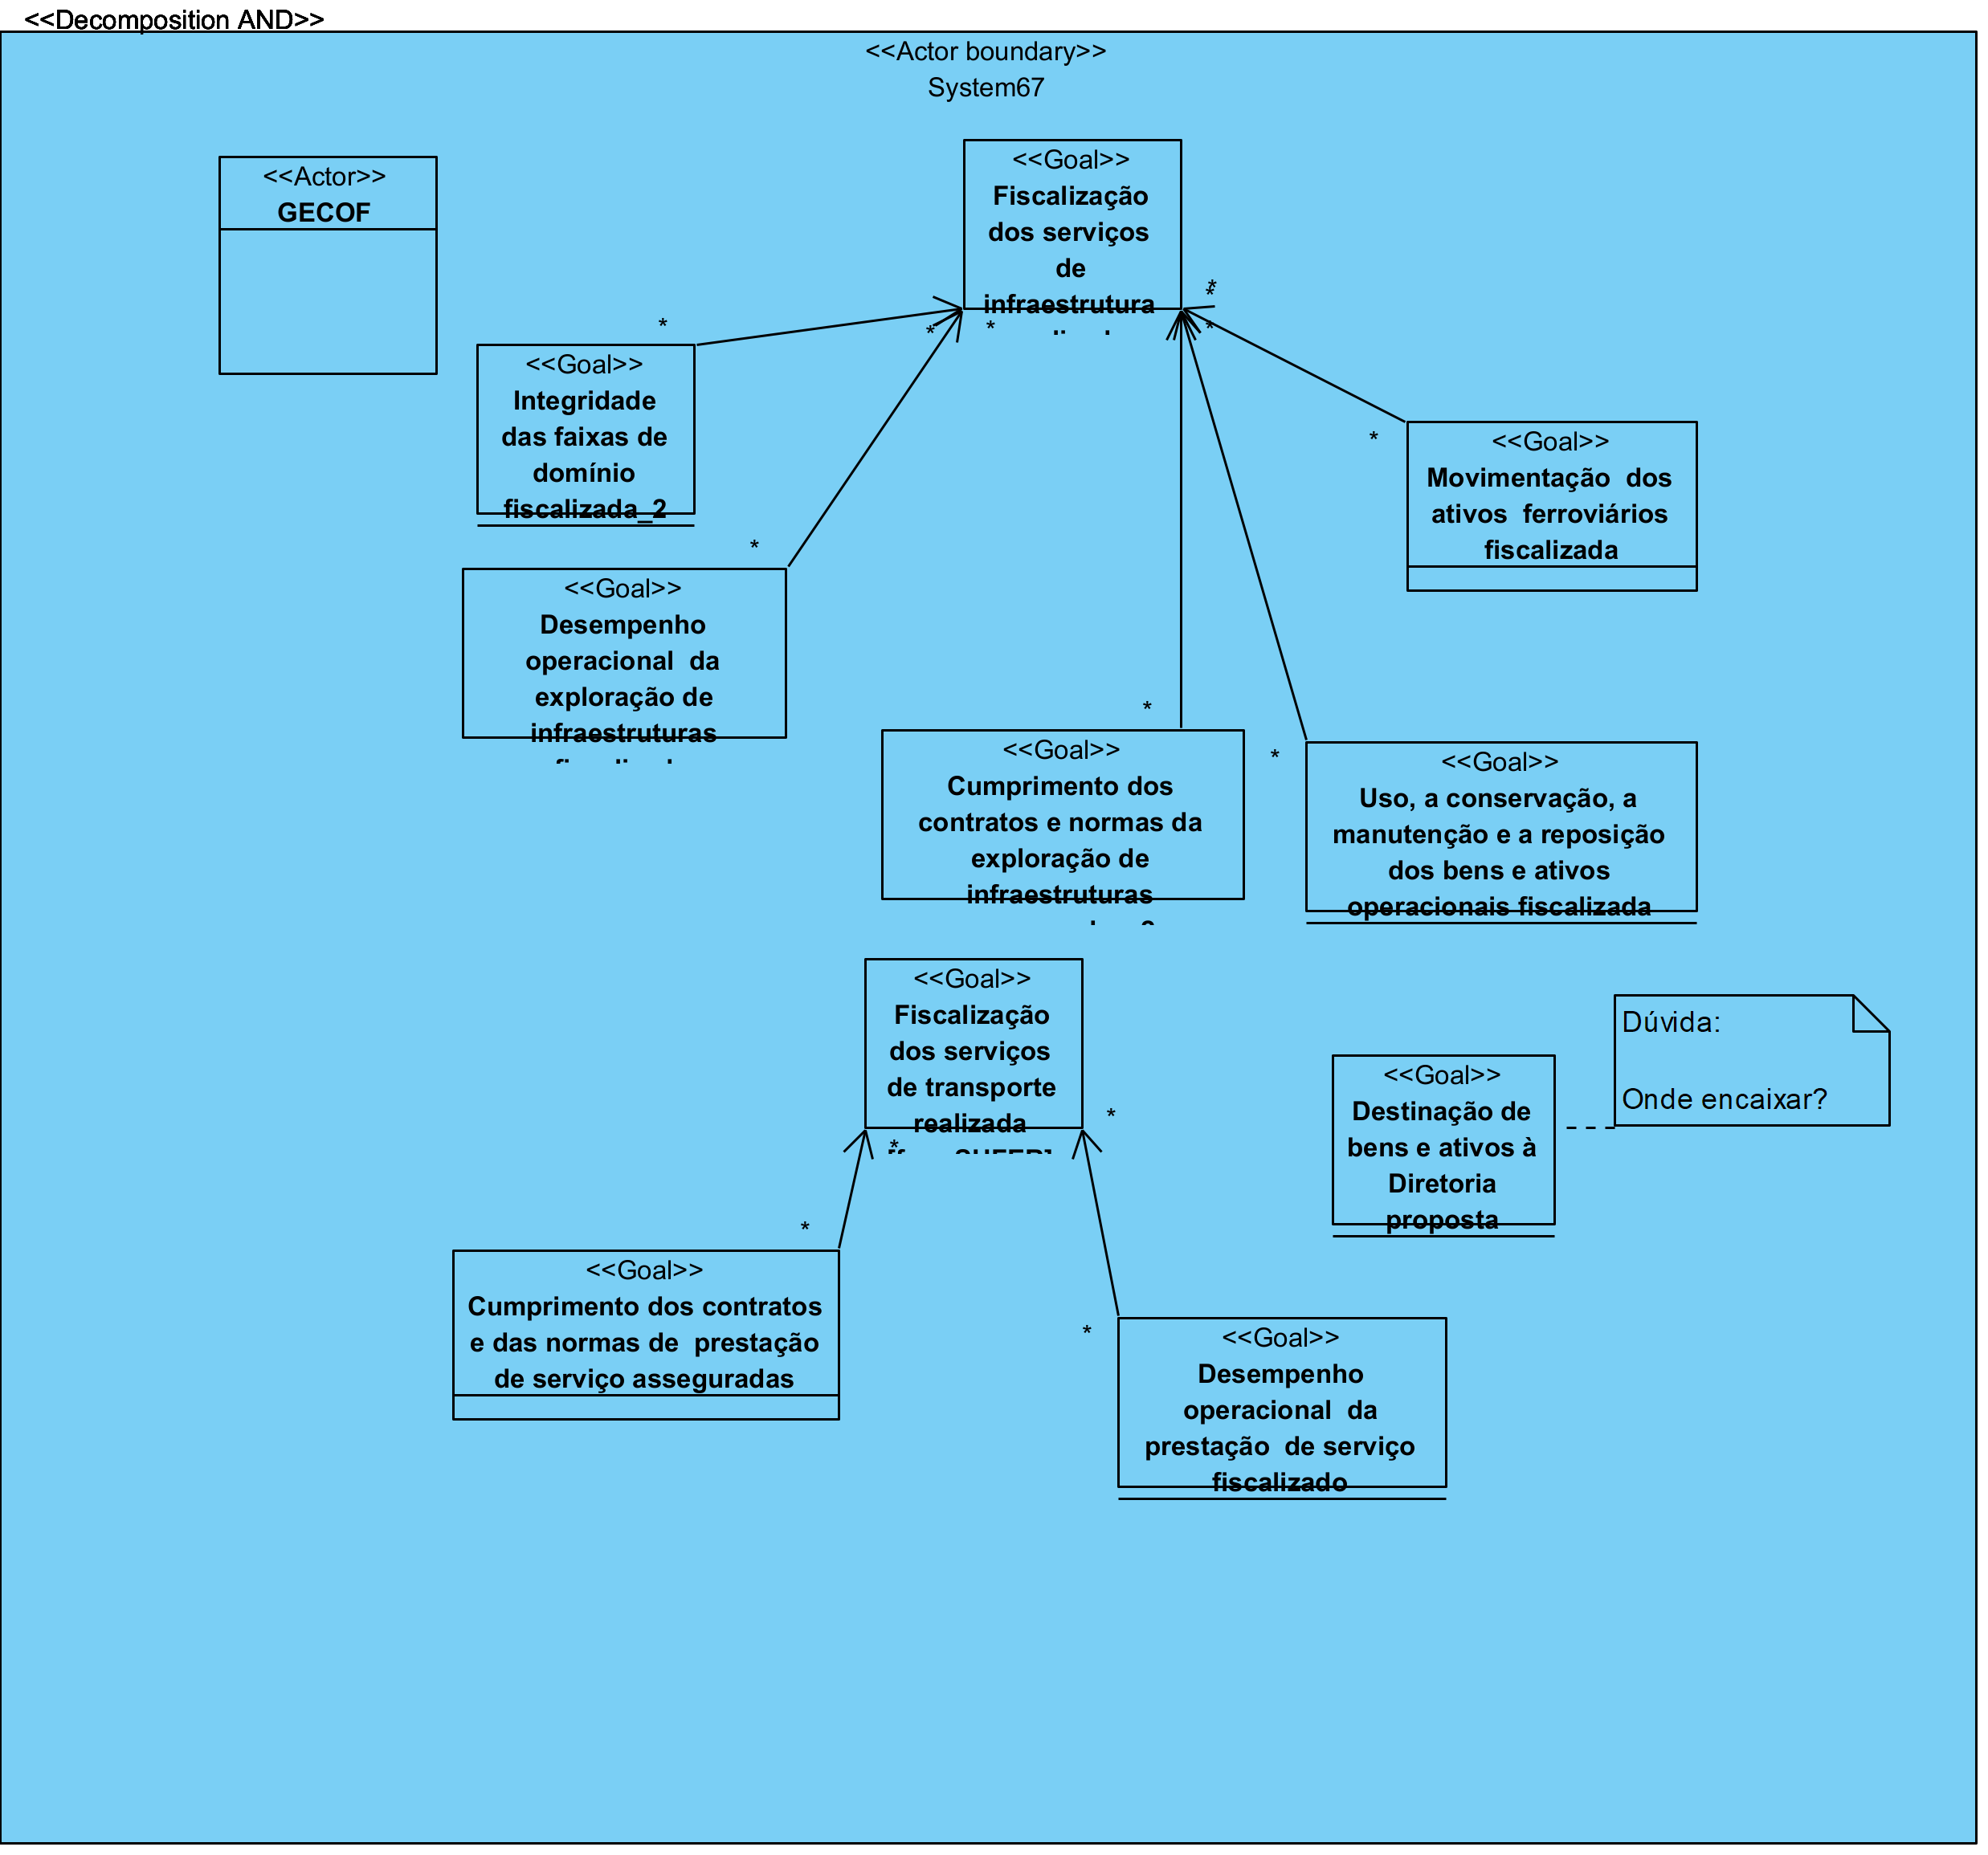 <<Decomposition AND>>
<<Actor boundary>>
System67
<<Actor>>
GECOF
<<Goal>>
Fiscalização
dos serviços
de
infraestrutura
<<Goal>>
Integridade
das faixas de
domínio
fiscalizada_2
<<Goal>>
Movimentação dos
ativos ferroviários
fiscalizada
<<Goal>>
Desempenho
operacional da
exploração de
infraestruturas
<<Goal>>
Cumprimento dos
contratos e normas da
exploração de
infraestruturas
<<Goal>>
Uso, a conservação, a
manutenção e a reposição
dos bens e ativos
operacionais fiscalizada
<<Goal>>
Fiscalização
dos serviços
de transporte
realizada
<<Goal>>
Destinação de
bens e ativos à
Diretoria
proposta
Dúvida:
Onde encaixar?
<<Goal>>
Cumprimento dos contratos
e das normas de prestação
de serviço asseguradas
<<Goal>>
Desempenho
operacional da
prestação de serviço
fiscalizado